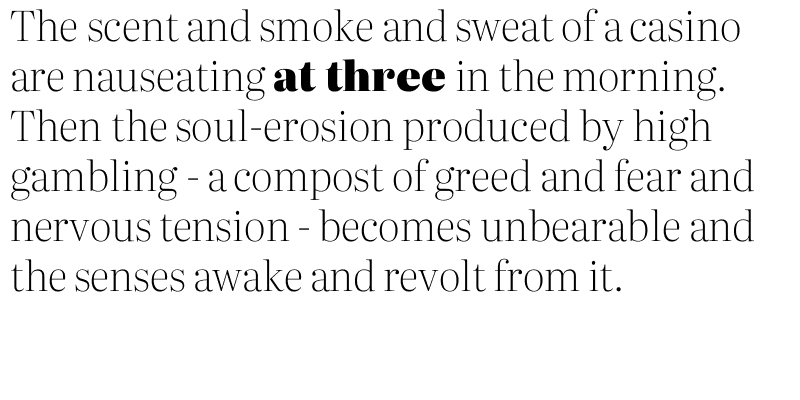 The scent and smoke and sweat of a casino
are nauseating at three in the morning.
Then the soul-erosion produced by high
gambling - a compost of greed and fear and
nervous tension - becomes unbearable and
the senses awake and revolt from it.